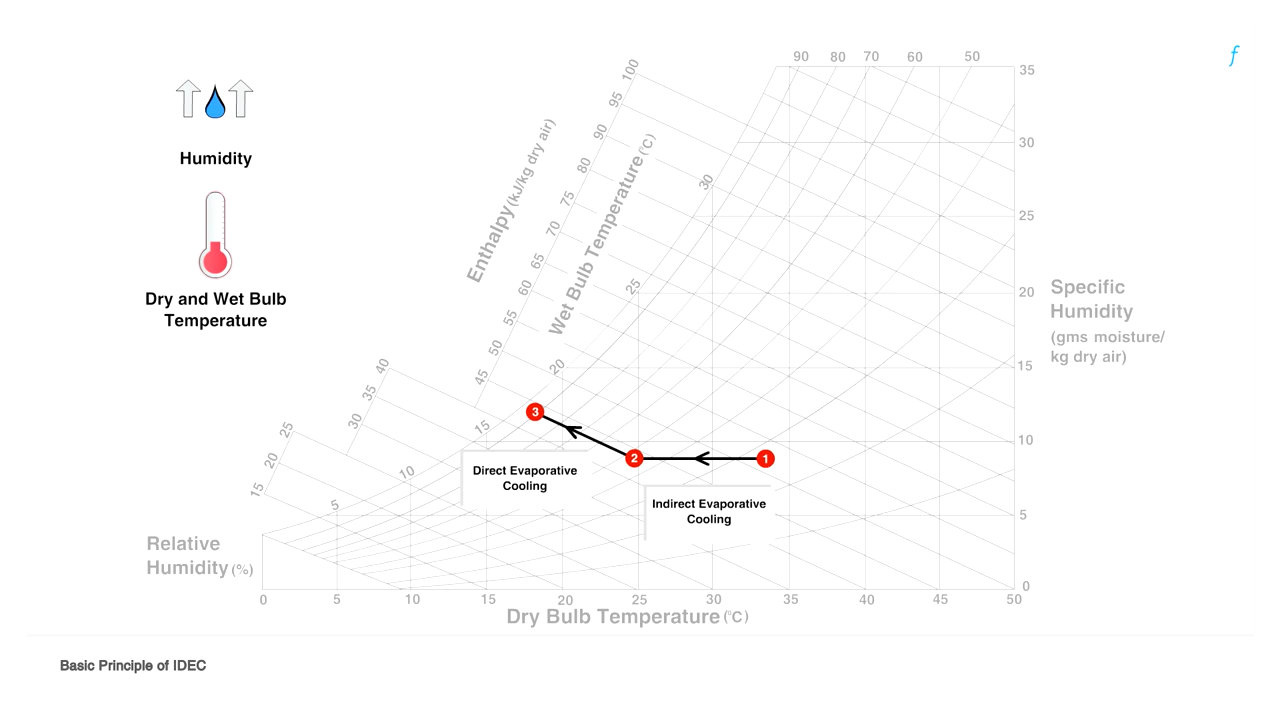 ƒ
Humidity
Dry and Wet Bulb
Temperature
Enthalpy (kJ/kg dry air)
Wet Bulb Temperature (°C)
100
95
90
80
75
70
65
60
55
50
45
40
35
30
25
20
15
30
25
20
15
10
5
90 80 70 60 50
35
30
25
20
15
10
5
0
Specific
Humidity
(gms moisture/
kg dry air)
3
2
1
Direct Evaporative
Cooling
Indirect Evaporative
Cooling
Relative
Humidity (%)
0 5 10 15 20 25 30 35 40 45 50
Dry Bulb Temperature (°C)
Basic Principle of IDEC